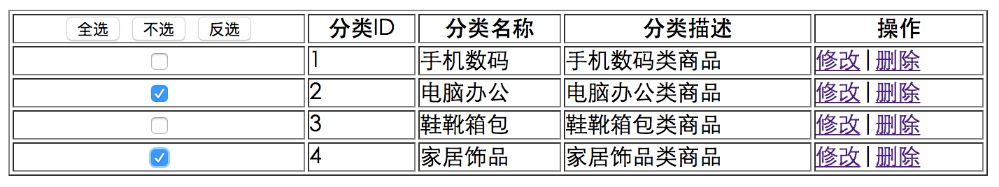 全选 不选 反选 分类ID 分类名称 分类描述 操作
1 手机数码 手机数码类商品 修改|删除
2 电脑办公 电脑办公类商品 修改|删除
3 鞋靴箱包 鞋靴箱包类商品 修改|删除
4 家居饰品 家居饰品类商品 修改|删除